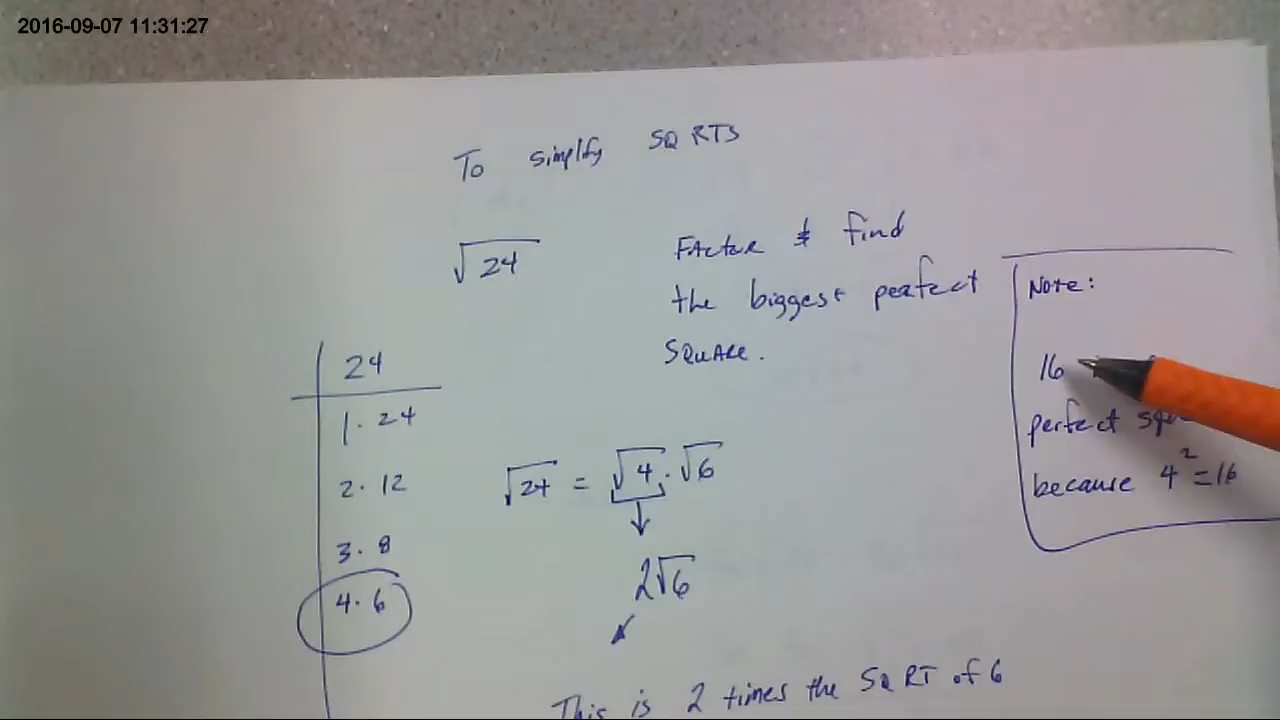 2016-09-07 11:31:27
To simplify SQ RTS
√24
Factor & find
the biggest perfect
square.
24
1 · 24
2 · 12
3 · 8
4 · 6
√24 = √4 · √6
2√6
This is 2 times the SQ RT of 6
Note:
16
perfect
because 4² = 16